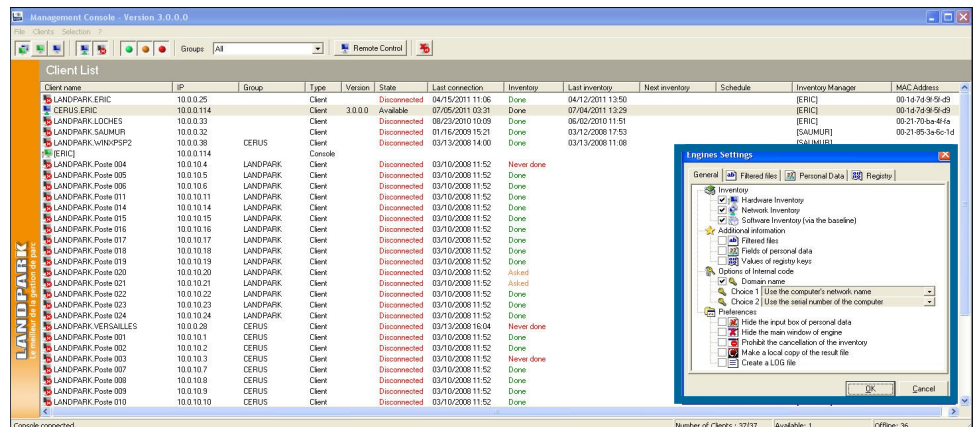 Management Console - Version 3.0.0.0
File Clients Selection ?
Groups All Remote Control
Client List
Client name IP Group Type Version State Last connection Inventory Last inventory Next inventory Schedule Inventory Manager MAC Address
LANDPARK.ERIC 10.0.0.25 Client Disconnected 04/15/2011 11:06 Done 04/12/2011 13:50 [ERIC] 00-1d-7d-9f-5f-d9
CERUS.ERIC 10.0.0.114 Client 3.0.0.0 Available 07/05/2011 03:31 Done 07/04/2011 13:29 [ERIC] 00-1d-7d-9f-5f-d9
LANDPARK.LOCHES 10.0.0.33 Client Disconnected 08/23/2010 10:09 Done 06/02/2010 11:51 [ERIC] 00-21-70-ba-4f-fa
LANDPARK.SAUMUR 10.0.0.32 Client Disconnected 01/16/2009 15:21 Done 03/12/2008 17:53 [SAUMUR] 00-21-85-3a-6c-1d
LANDPARK.WINXPSP2 10.0.0.38 CERUS Client Disconnected 03/13/2008 14:00 Done 03/13/2008 11:08 [SAUMUR]
[ERIC] 10.0.0.114 Console
LANDPARK.Poste 004 10.0.10.4 LANDPARK Client Disconnected 03/10/2008 11:52 Never done
LANDPARK.Poste 005 10.0.10.5 LANDPARK Client Disconnected 03/10/2008 11:52 Done
LANDPARK.Poste 006 10.0.10.6 LANDPARK Client Disconnected 03/10/2008 11:52 Done
LANDPARK.Poste 011 10.0.10.11 LANDPARK Client Disconnected 03/10/2008 11:52 Done
LANDPARK.Poste 014 10.0.10.14 LANDPARK Client Disconnected 03/10/2008 11:52 Done
LANDPARK.Poste 015 10.0.10.15 LANDPARK Client Disconnected 03/10/2008 11:52 Done
LANDPARK.Poste 016 10.0.10.16 LANDPARK Client Disconnected 03/10/2008 11:52 Done
LANDPARK.Poste 017 10.0.10.17 LANDPARK Client Disconnected 03/10/2008 11:52 Done
LANDPARK.Poste 018 10.0.10.18 LANDPARK Client Disconnected 03/10/2008 11:52 Done
LANDPARK.Poste 019 10.0.10.19 LANDPARK Client Disconnected 03/10/2008 11:52 Done
LANDPARK.Poste 020 10.0.10.20 LANDPARK Client Disconnected 03/10/2008 11:52 Asked
LANDPARK.Poste 021 10.0.10.21 LANDPARK Client Disconnected 03/10/2008 11:52 Asked
LANDPARK.Poste 022 10.0.10.22 LANDPARK Client Disconnected 03/10/2008 11:52 Done
LANDPARK.Poste 023 10.0.10.23 LANDPARK Client Disconnected 03/10/2008 11:52 Done
LANDPARK.Poste 024 10.0.10.24 LANDPARK Client Disconnected 03/10/2008 11:52 Done
LANDPARK.VERSAILLES 10.0.0.28 CERUS Client Disconnected 03/13/2008 16:04 Never done
LANDPARK.Poste 001 10.0.10.1 CERUS Client Disconnected 03/10/2008 11:52 Done
LANDPARK.Poste 002 10.0.10.2 CERUS Client Disconnected 03/10/2008 11:52 Done
LANDPARK.Poste 003 10.0.10.3 CERUS Client Disconnected 03/10/2008 11:52 Never done
LANDPARK.Poste 007 10.0.10.7 CERUS Client Disconnected 03/10/2008 11:52 Done
LANDPARK.Poste 008 10.0.10.8 CERUS Client Disconnected 03/10/2008 11:52 Done
LANDPARK.Poste 009 10.0.10.9 CERUS Client Disconnected 03/10/2008 11:52 Done
LANDPARK.Poste 010 10.0.10.10 CERUS Client Disconnected 03/10/2008 11:52 Done
LANDPARK
Le meilleur de la gestion de parc
Engines Settings
General Filtered files Personal Data Registry
Inventory
Hardware Inventory
Network Inventory
Software Inventory (via the baseline)
Additional information
Filtered files
Fields of personal data
Values of registry keys
Options of Internal code
Domain name
Choice 1 Use the computer's network name
Choice 2 Use the serial number of the computer
Preferences
Hide the input box of personal data
Hide the main window of engine
Prohibit the cancellation of the inventory
Make a local copy of the result file
Create a LOG file
OK Cancel
Console connected Number of Clients : 37/37 Available: 1 Offline: 36